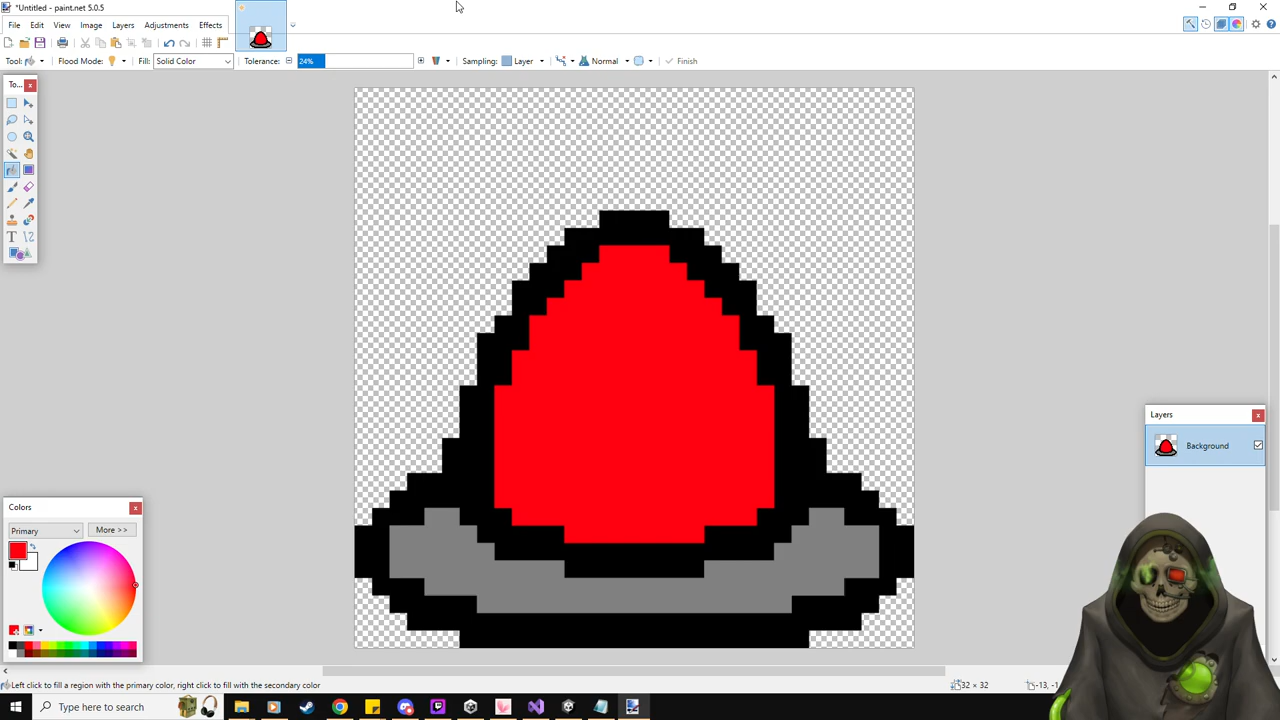 *Untitled - paint.net 5.0.5
File Edit View Image Layers Adjustments Effects
Tool: Flood Mode: Fill: Solid Color Tolerance: 24% Sampling: Layer Normal Finish
To...
Layers
Background
Colors
Primary
More >>
Left click to fill a region with the primary color, right click to fill with the secondary color
32 × 32
-13, -1
Type here to search